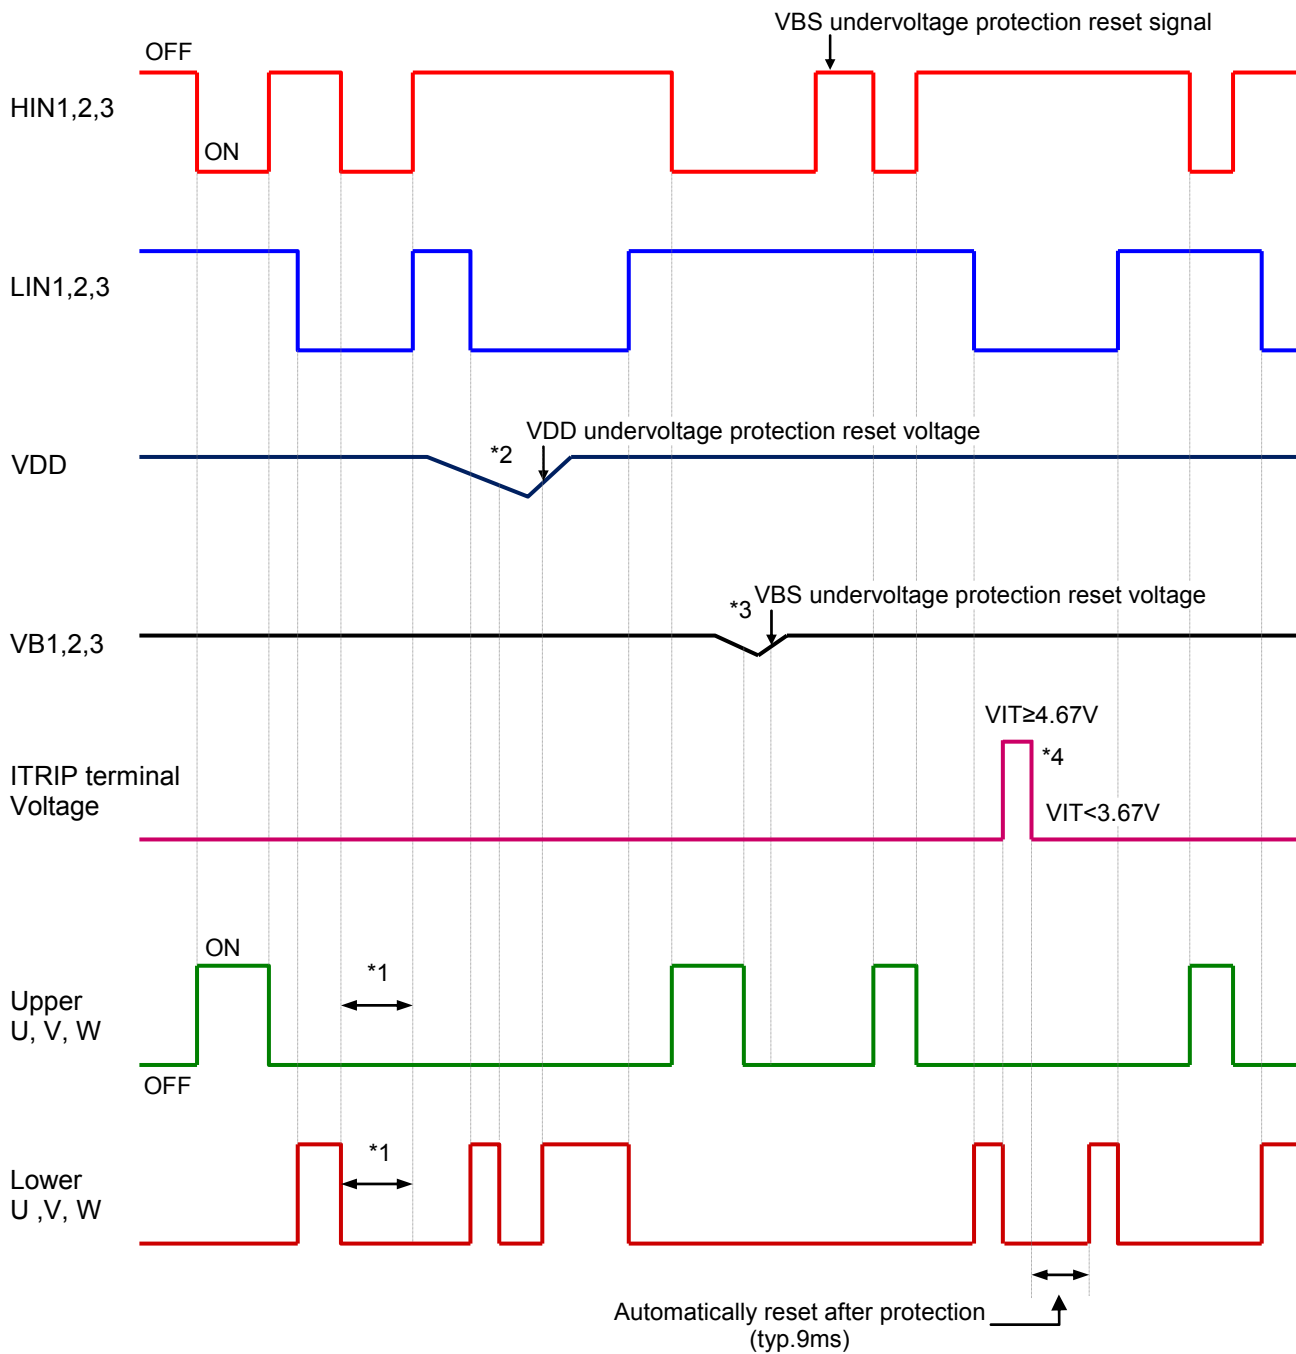 VBS undervoltage protection reset signal
OFF
HIN1,2,3
ON
LIN1,2,3
VDD undervoltage protection reset voltage
*2
VDD
VBS undervoltage protection reset voltage
*3
VB1,2,3
VIT≥4.67V
*4
ITRIP terminal
Voltage
VIT<3.67V
ON
*1
Upper
U, V, W
OFF
*1
Lower
U ,V, W
Automatically reset after protection
(typ.9ms)